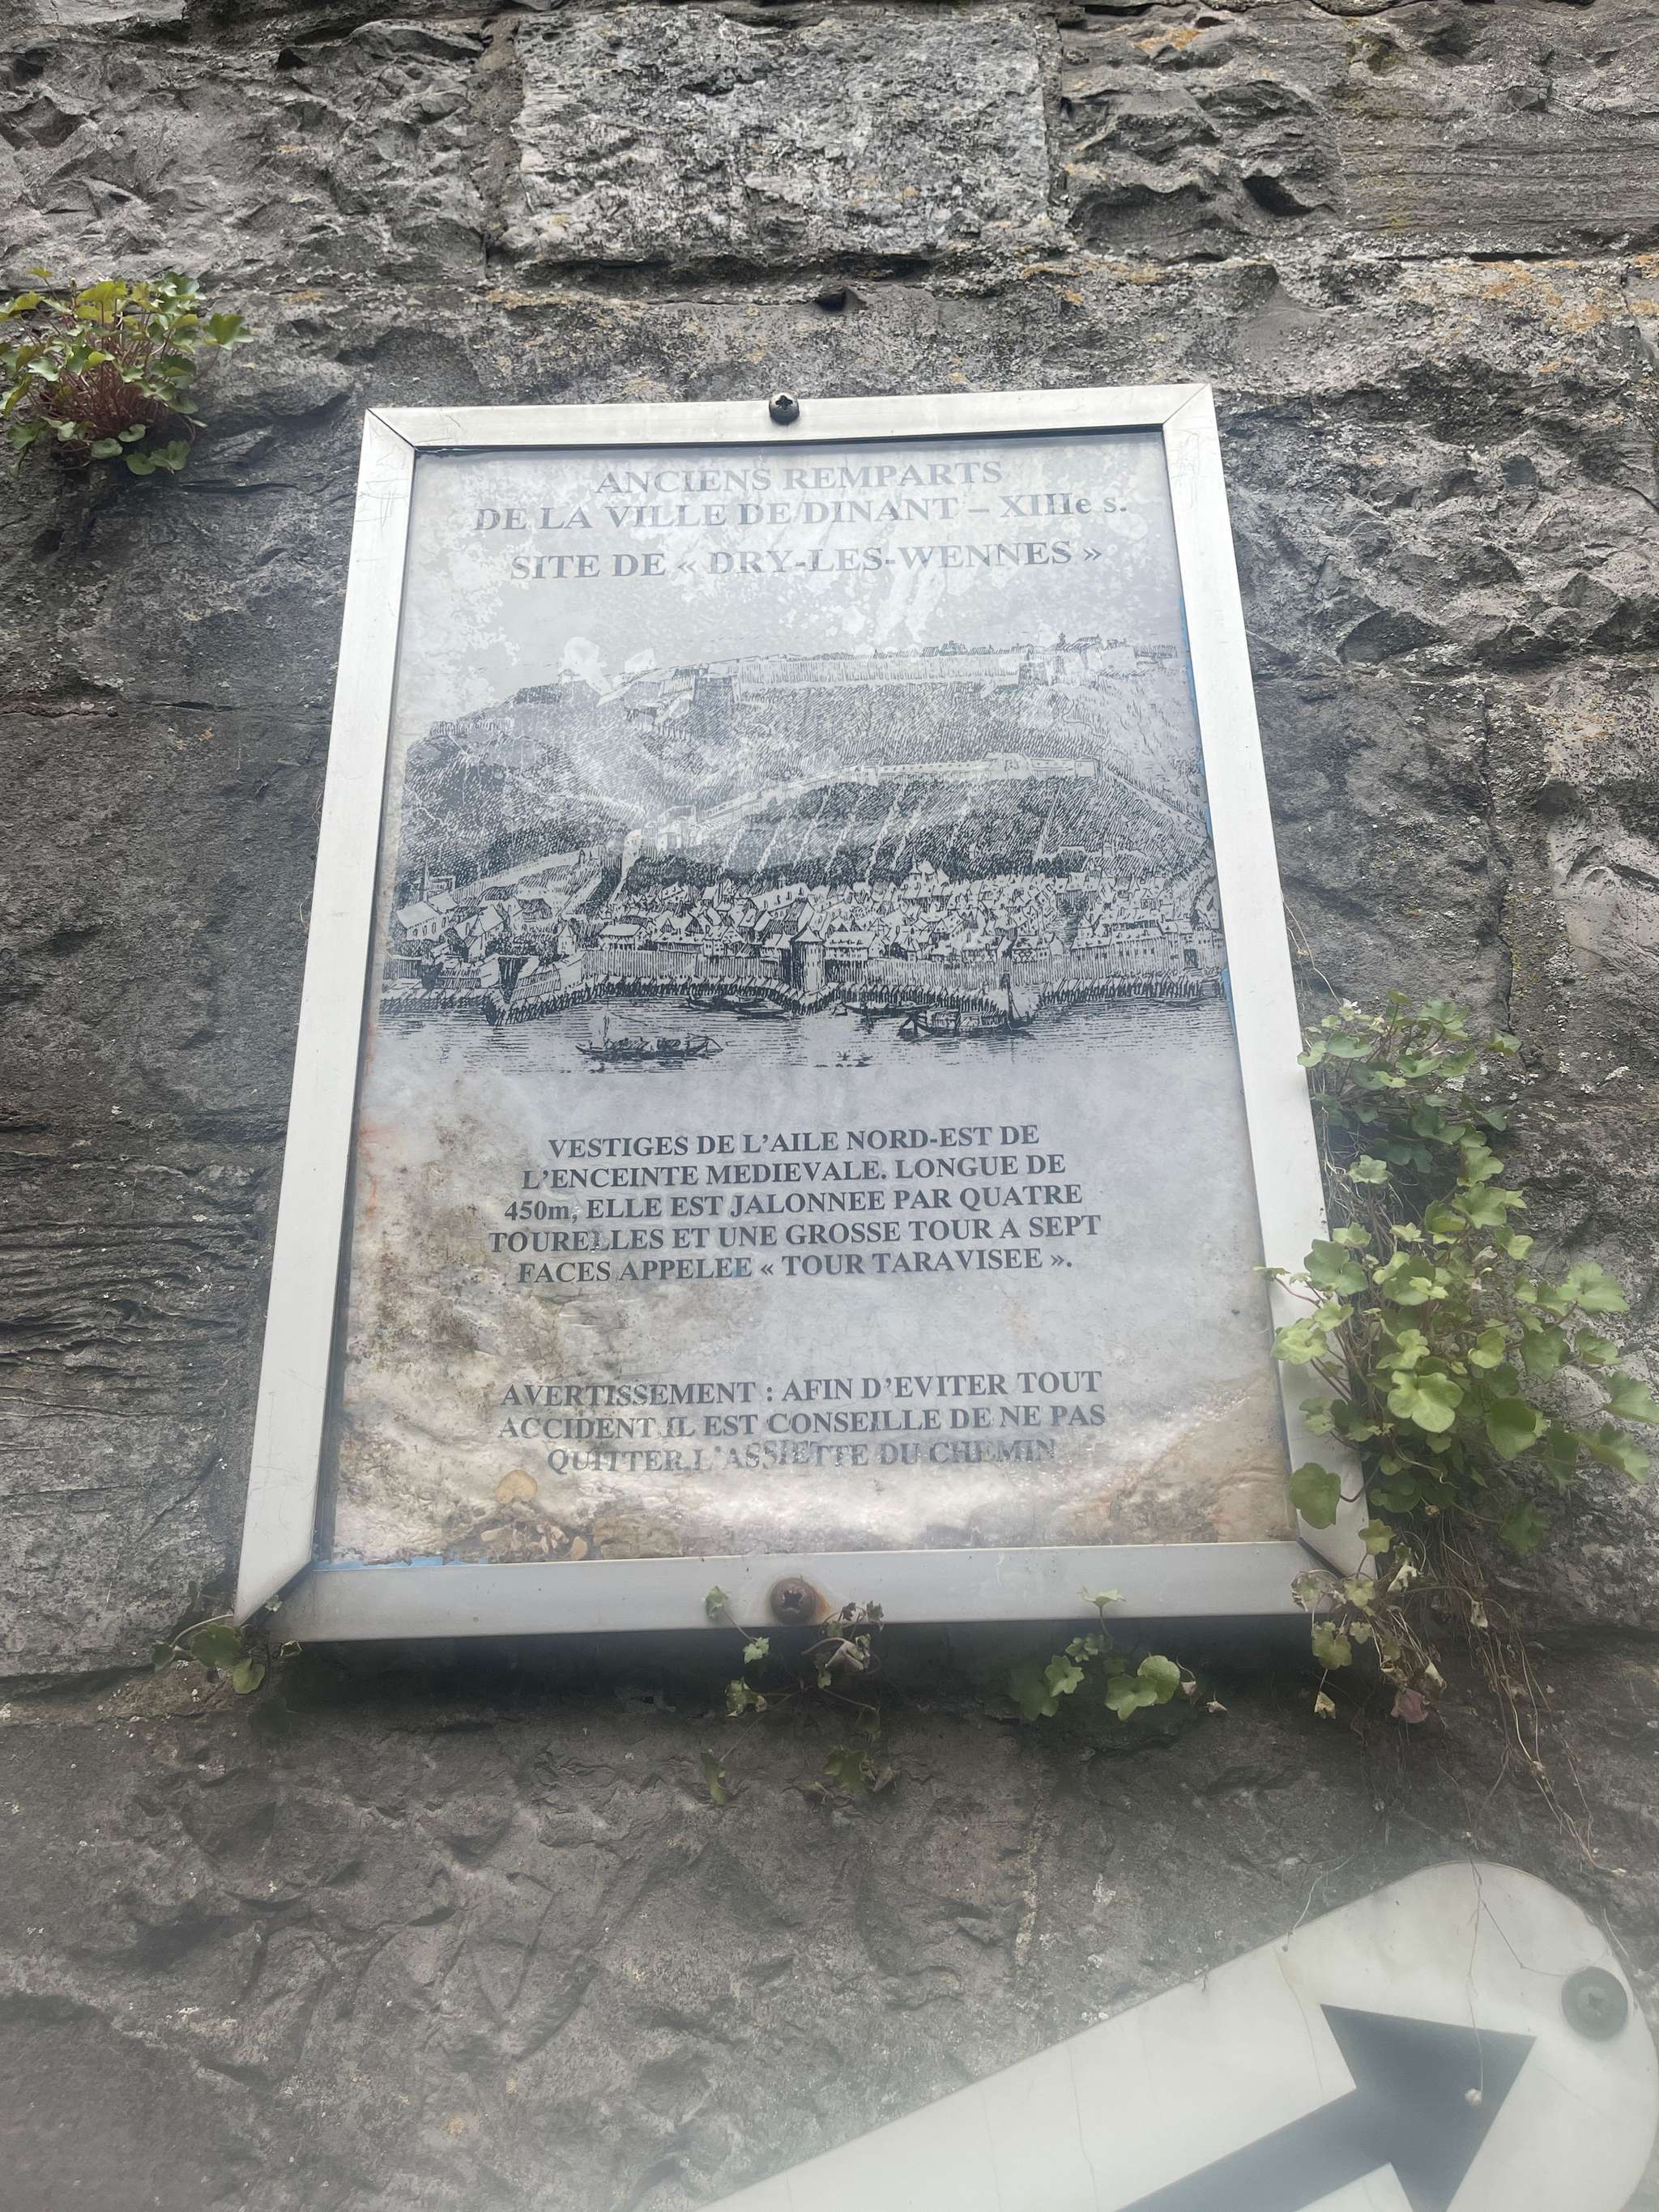 ANCIENS REMPARTS
DE LA VILLE DE DINANT – XIIIe s.
SITE DE « DRY-LES-WENNES »
VESTIGES DE L’AILE NORD-EST DE
L’ENCEINTE MEDIEVALE. LONGUE DE
450m, ELLE EST JALONNEE PAR QUATRE
TOURELLES ET UNE GROSSE TOUR A SEPT
FACES APPELEE « TOUR TARAVISEE ».
AVERTISSEMENT : AFIN D’EVITER TOUT
ACCIDENT IL EST CONSEILLE DE NE PAS
QUITTER L’ASSIETTE DU CHEMIN